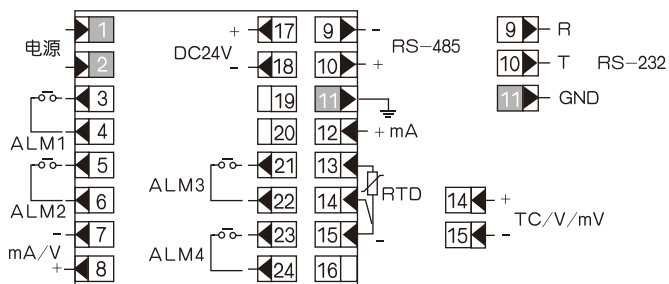 1 + 17 9 - 9 R
电源 DC24V RS-485
2 - 18 10 + 10 T RS-232
3 19 11 11 GND
4 20 12 + mA
ALM1
5 21 13
ALM3 RTD
6 22 14 14 +
ALM2 TC/V/mV
- 7 23 15 - 15 -
mA/V ALM4
+ 8 24 16